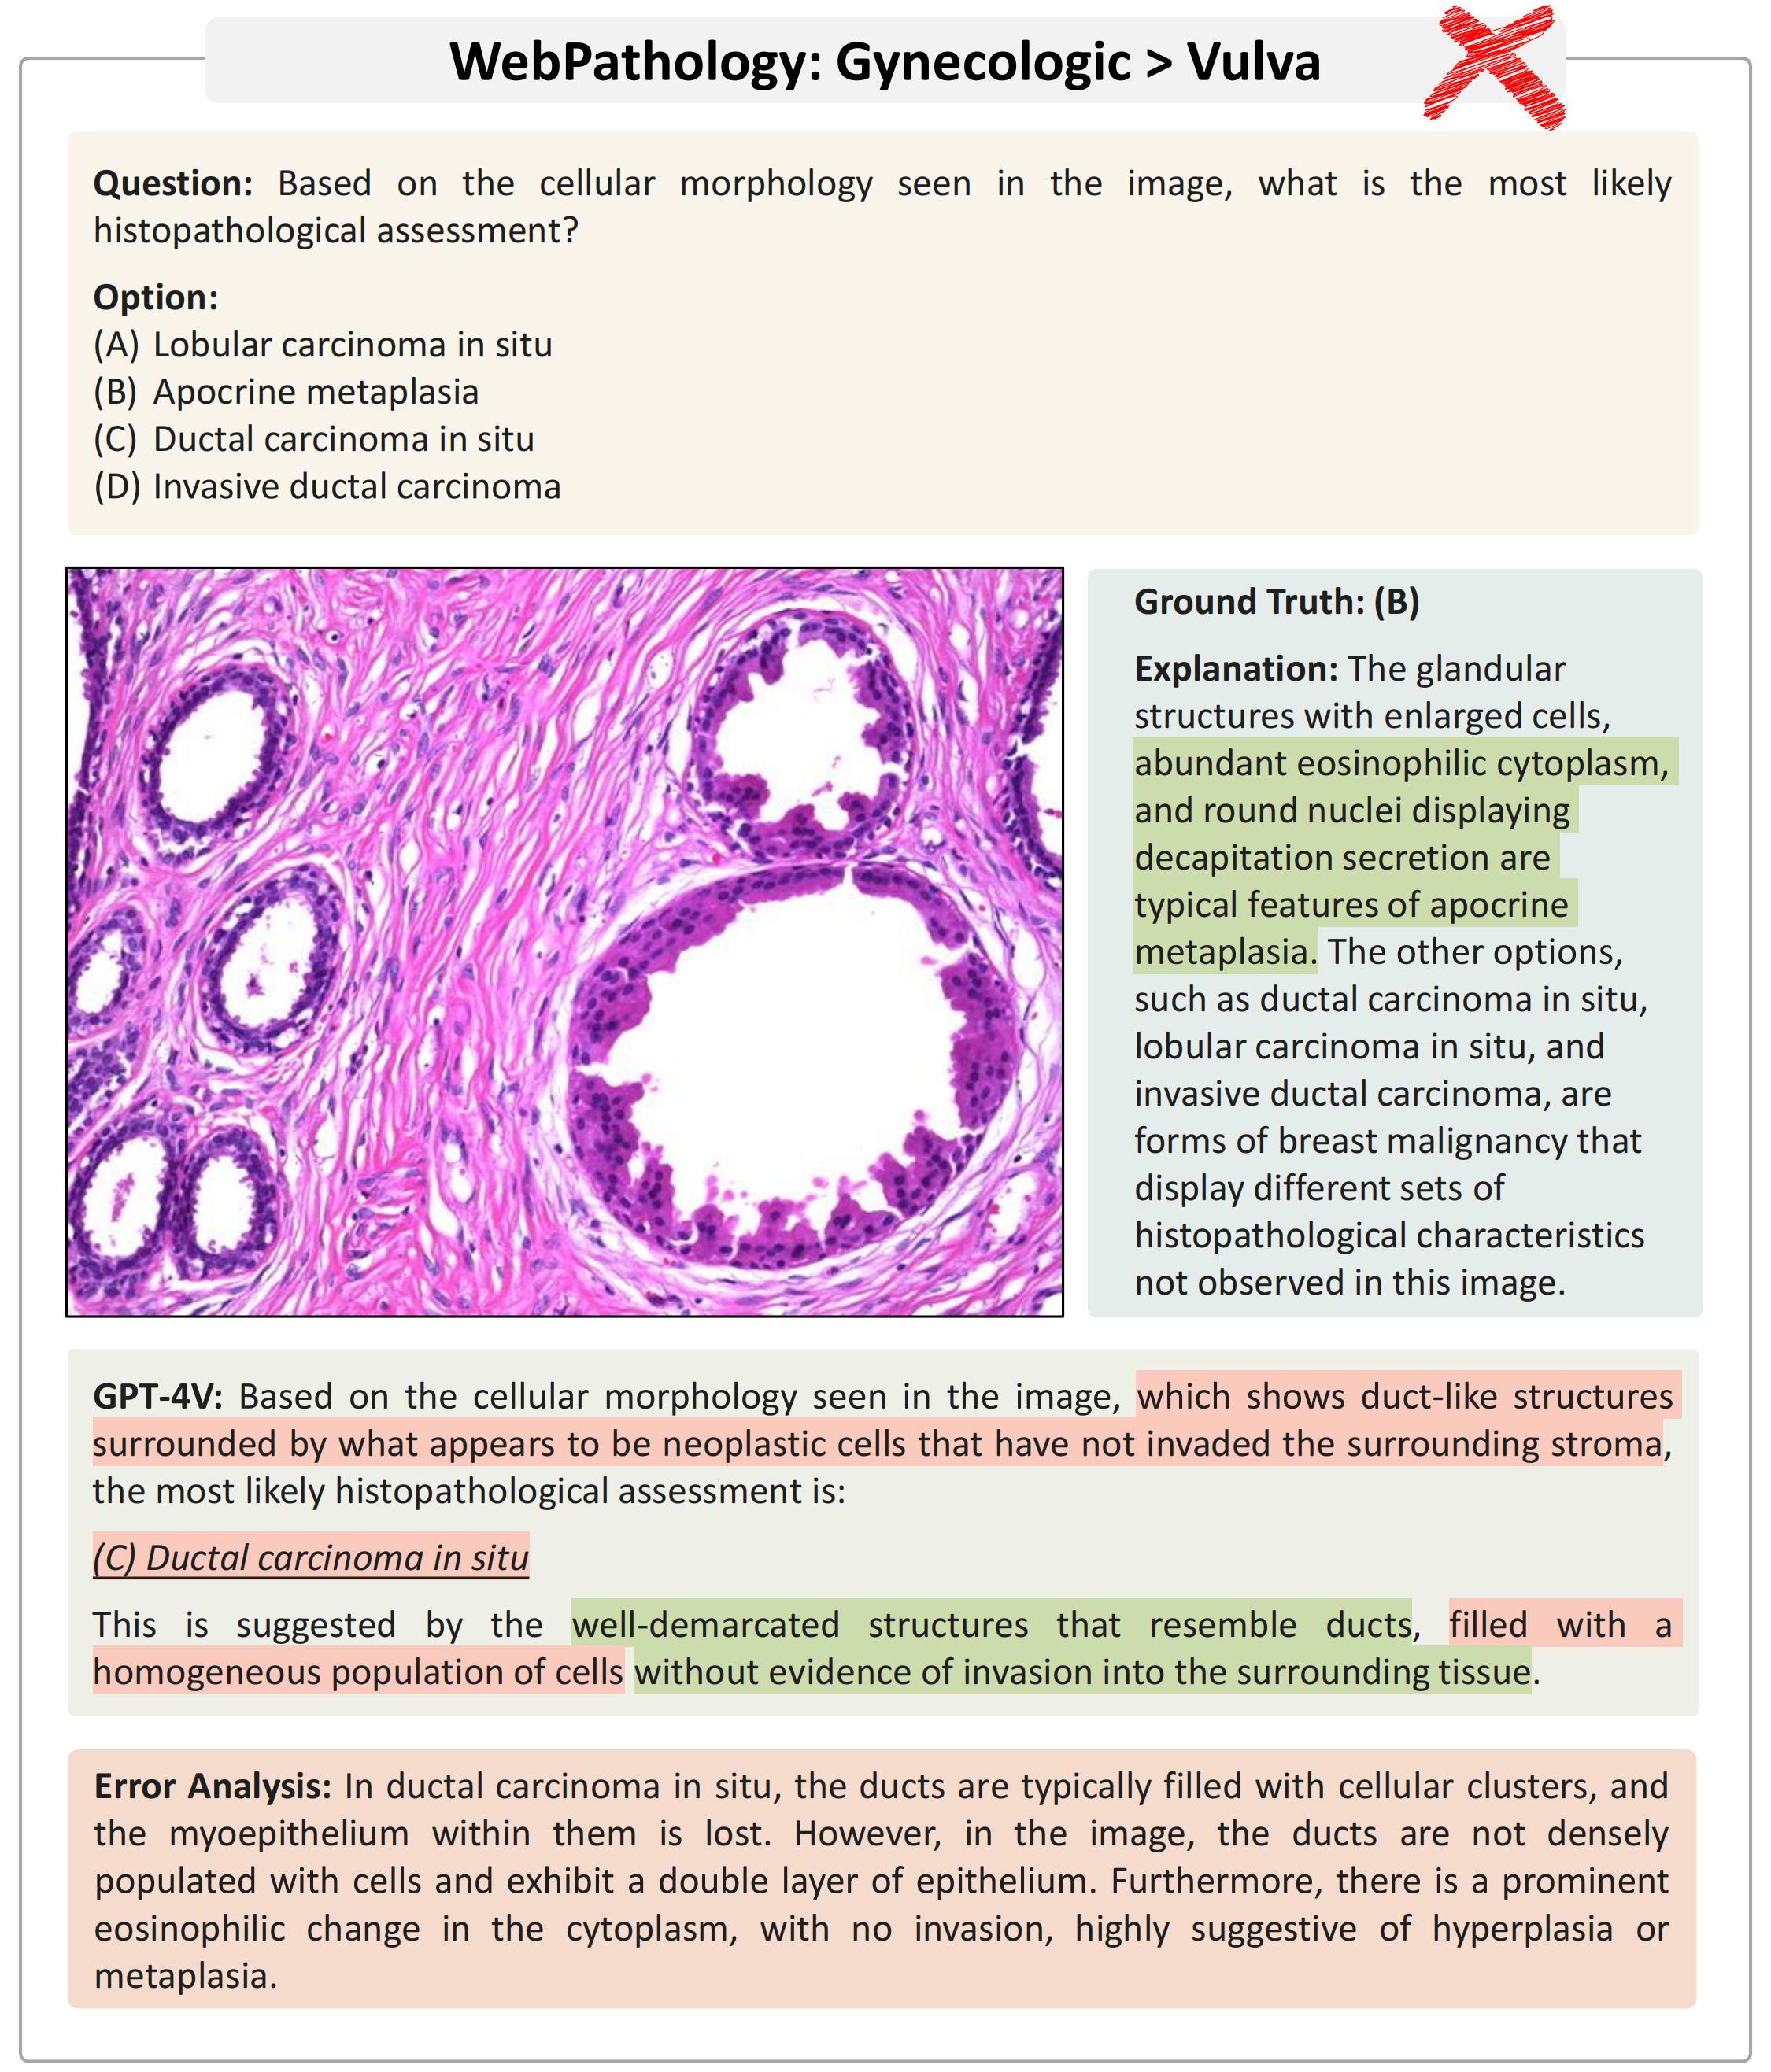 WebPathology: Gynecologic > Vulva
Question: Based on the cellular morphology seen in the image, what is the most likely
histopathological assessment?
Option:
(A) Lobular carcinoma in situ
(B) Apocrine metaplasia
(C) Ductal carcinoma in situ
(D) Invasive ductal carcinoma
Ground Truth: (B)
Explanation: The glandular
structures with enlarged cells,
abundant eosinophilic cytoplasm,
and round nuclei displaying
decapitation secretion are
typical features of apocrine
metaplasia. The other options,
such as ductal carcinoma in situ,
lobular carcinoma in situ, and
invasive ductal carcinoma, are
forms of breast malignancy that
display different sets of
histopathological characteristics
not observed in this image.
GPT-4V: Based on the cellular morphology seen in the image, which shows duct-like structures
surrounded by what appears to be neoplastic cells that have not invaded the surrounding stroma,
the most likely histopathological assessment is:
(C) Ductal carcinoma in situ
This is suggested by the well-demarcated structures that resemble ducts, filled with a
homogeneous population of cells without evidence of invasion into the surrounding tissue.
Error Analysis: In ductal carcinoma in situ, the ducts are typically filled with cellular clusters, and
the myoepithelium within them is lost. However, in the image, the ducts are not densely
populated with cells and exhibit a double layer of epithelium. Furthermore, there is a prominent
eosinophilic change in the cytoplasm, with no invasion, highly suggestive of hyperplasia or
metaplasia.